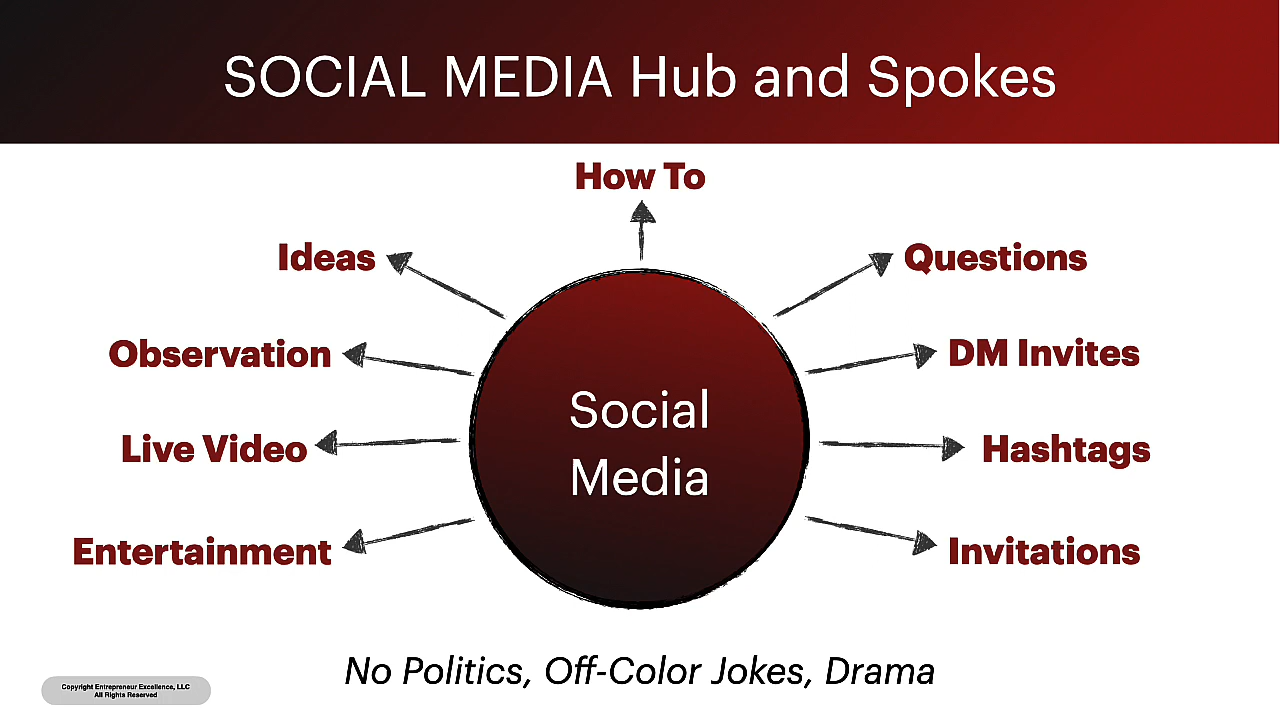 SOCIAL MEDIA Hub and Spokes
How To
Ideas
Questions
Observation
DM Invites
Social
Media
Live Video
Hashtags
Entertainment
Invitations
No Politics, Off-Color Jokes, Drama
Copyright Entrepreneur Excellence, LLC
All Rights Reserved